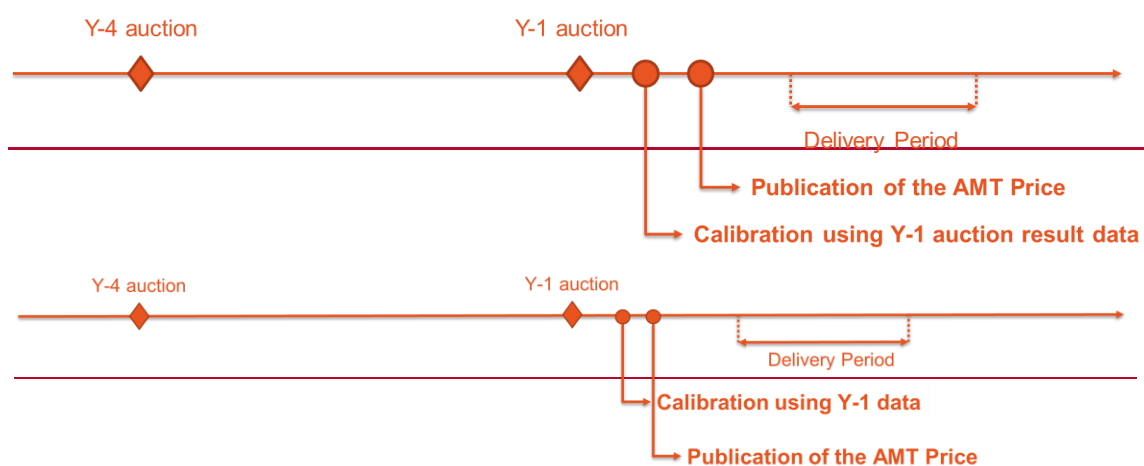 Y-4 auction
Y-1 auction
Delivery Period
Publication of the AMT Price
Calibration using Y-1 auction result data
Y-4 auction
Y-1 auction
Delivery Period
Calibration using Y-1 data
Publication of the AMT Price